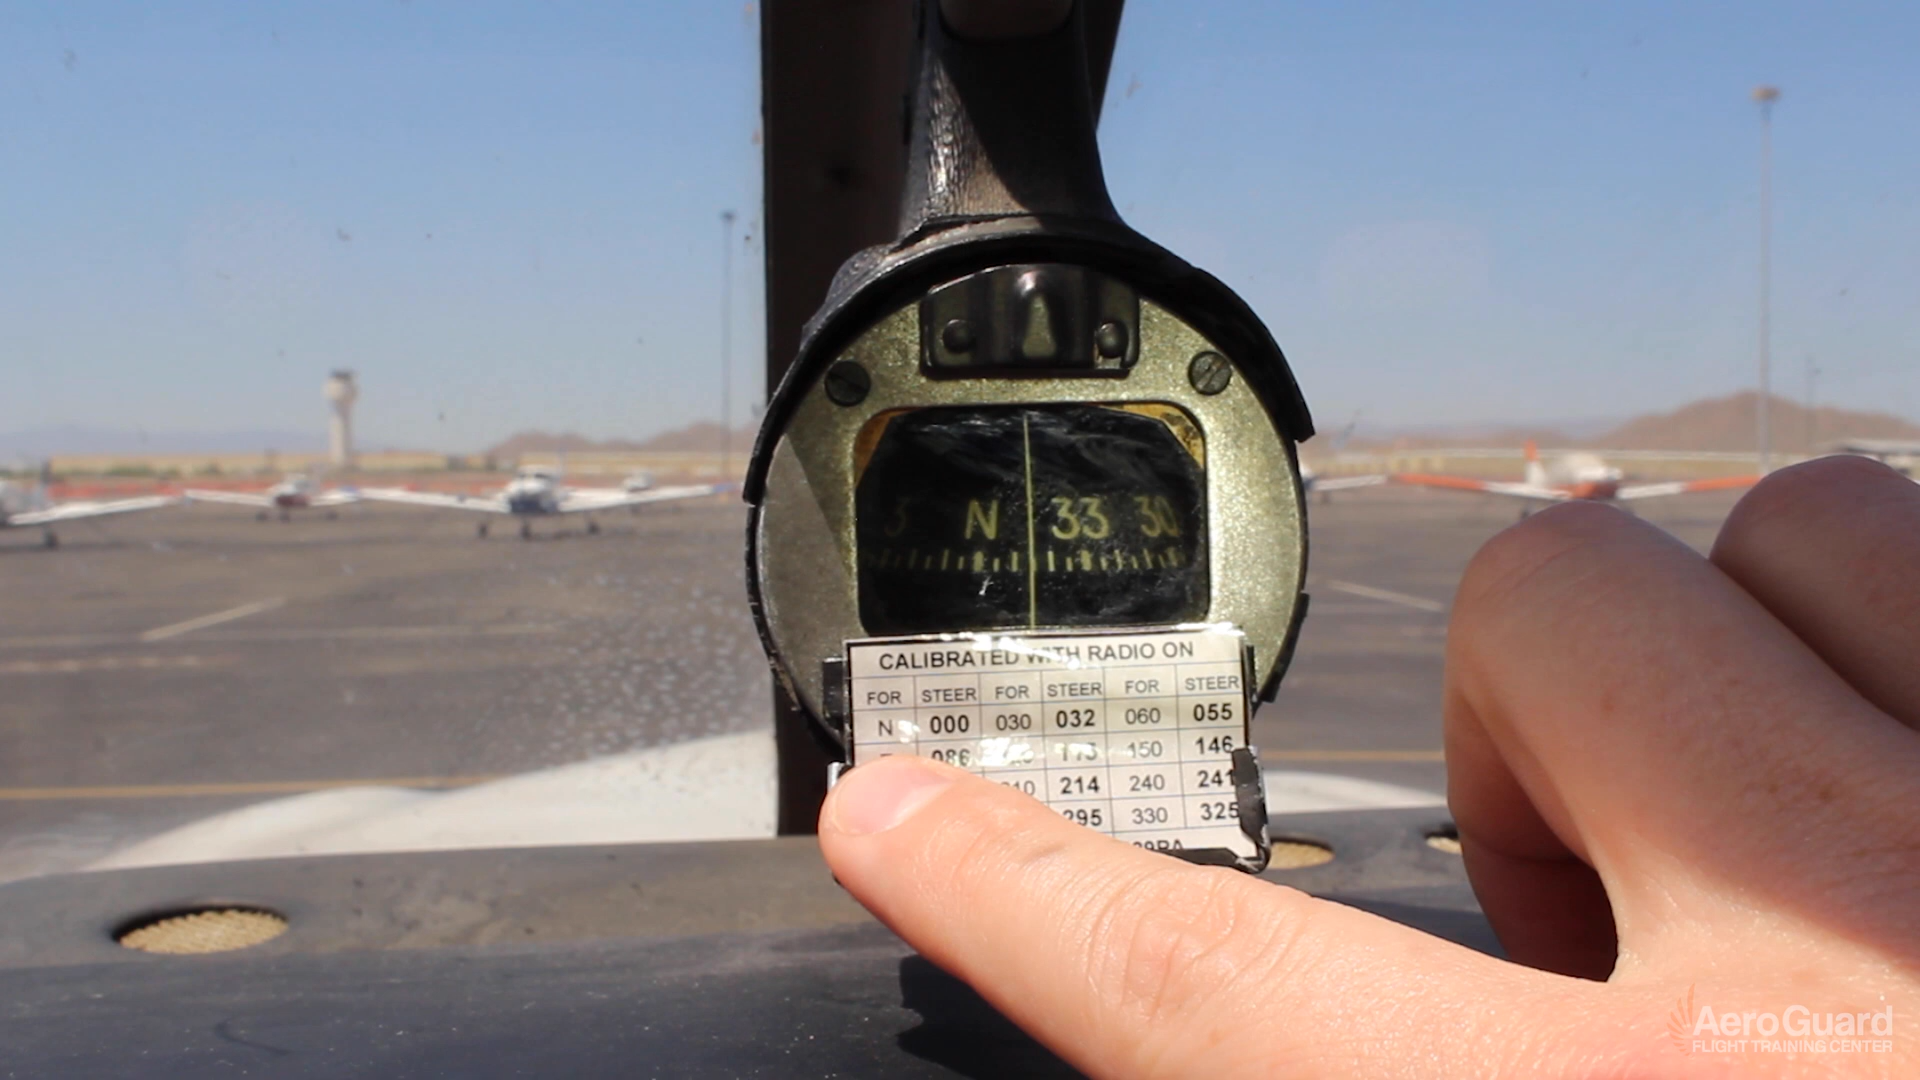 3 N 33 30
CALIBRATED WITH RADIO ON
FOR STEER FOR STEER FOR STEER
N 000 030 032 060 055
086 150 146
214 240 241
295 330 325
AeroGuard
FLIGHT TRAINING CENTER